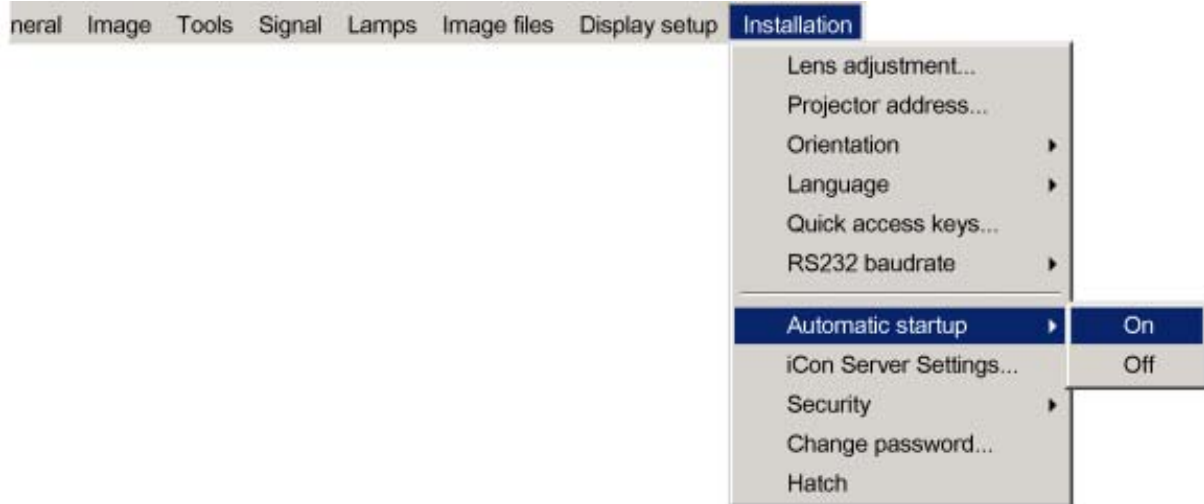 neral Image Tools Signal Lamps Image files Display setup Installation
Lens adjustment...
Projector address...
Orientation
Language
Quick access keys...
RS232 baudrate
Automatic startup On
iCon Server Settings... Off
Security
Change password...
Hatch